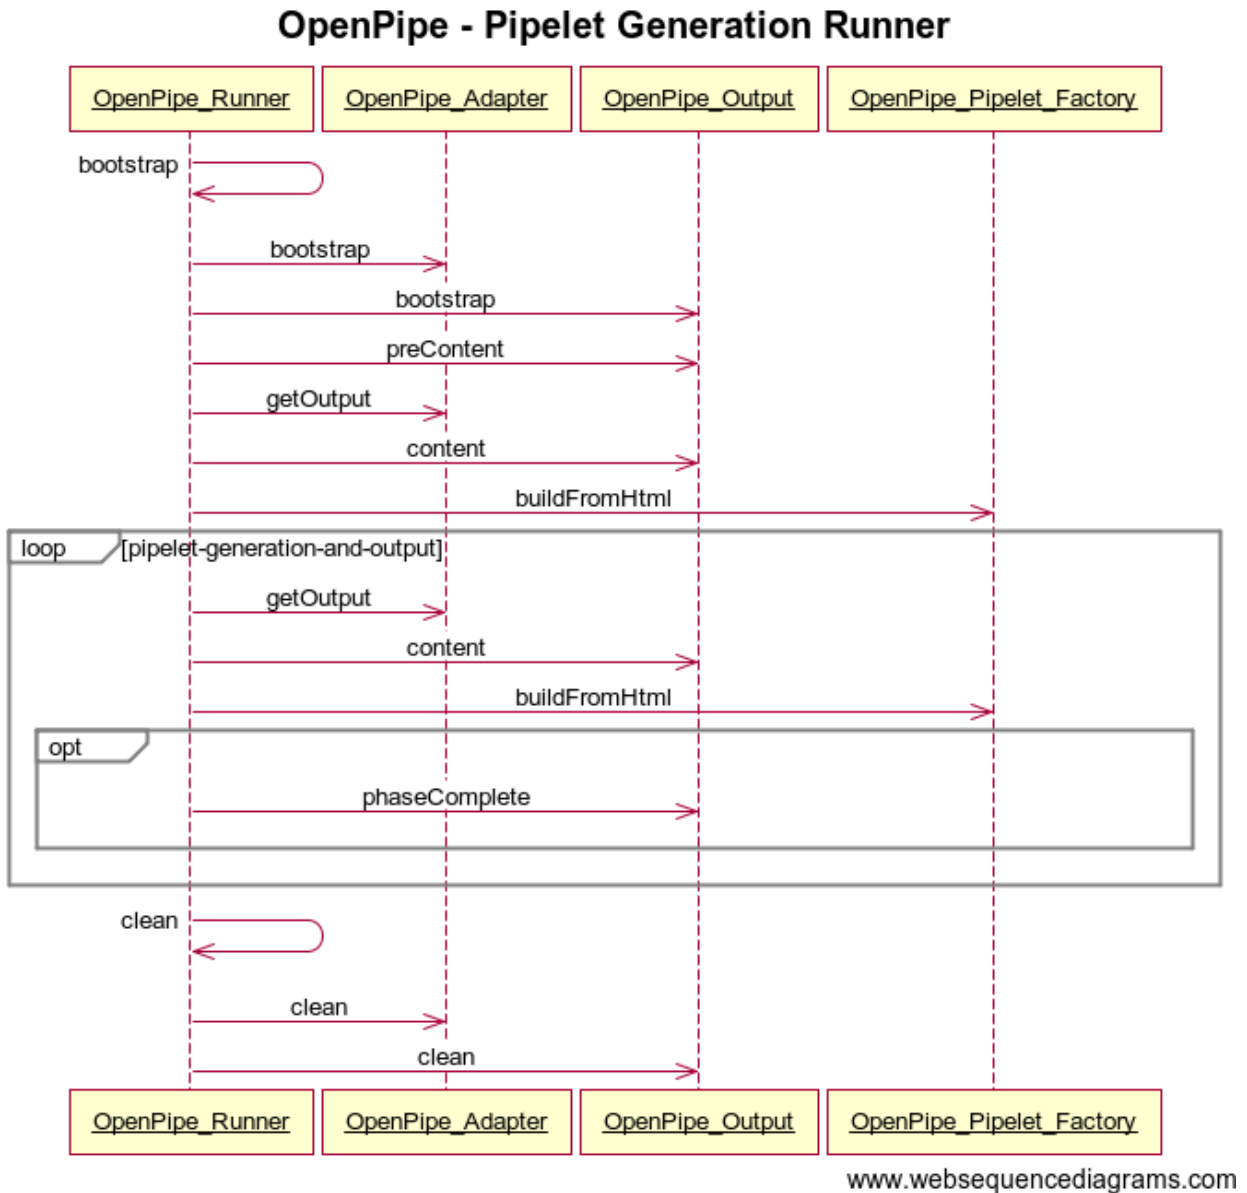 OpenPipe - Pipelet Generation Runner
OpenPipe_Runner OpenPipe_Adapter OpenPipe_Output OpenPipe_Pipelet_Factory
bootstrap
bootstrap
bootstrap
preContent
getOutput
content
buildFromHtml
loop [pipelet-generation-and-output]
getOutput
content
buildFromHtml
opt
phaseComplete
clean
clean
clean
OpenPipe_Runner OpenPipe_Adapter OpenPipe_Output OpenPipe_Pipelet_Factory
www.websequencediagrams.com